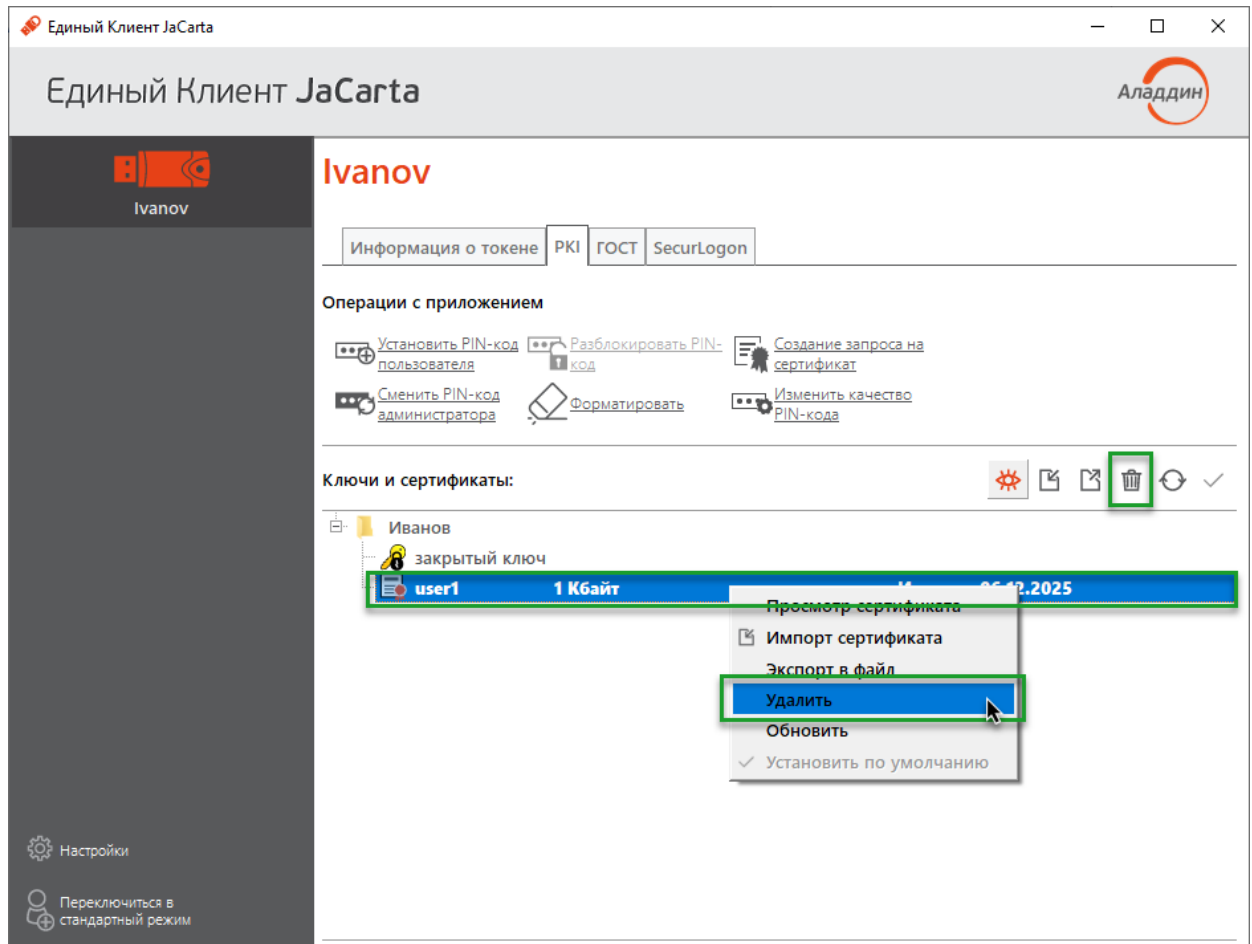 Единый Клиент JaCarta
Единый Клиент JaCarta
Аладдин
Ivanov
Ivanov
Информация о токене PKI ГОСТ SecurLogon
Операции с приложением
Установить PIN-код пользователя
Разблокировать PIN-код
Создание запроса на сертификат
Сменить PIN-код администратора
Форматировать
Изменить качество PIN-кода
Ключи и сертификаты:
Иванов
закрытый ключ
user1 1 Кбайт 06.12.2025
Просмотр сертификата
Импорт сертификата
Экспорт в файл
Удалить
Обновить
Установить по умолчанию
Настройки
Переключиться в
стандартный режим